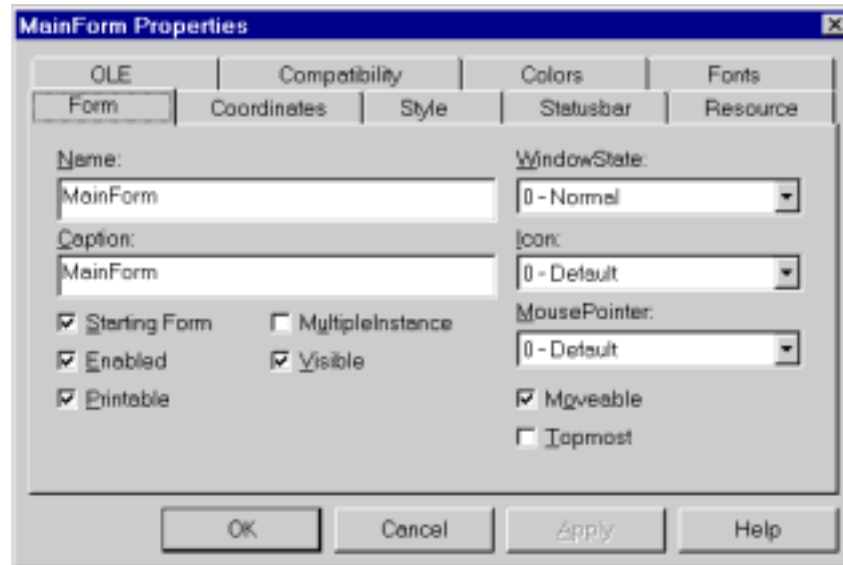 MainForm Properties
OLE Compatibility Colors Fonts
Form Coordinates Style Statusbar Resource
Name:
MainForm
Caption:
MainForm
Starting Form MultipleInstance
Enabled Visible
Printable
WindowState:
0 - Normal
Icon:
0 - Default
MousePointer:
0 - Default
Moveable
Topmost
OK Cancel Apply Help